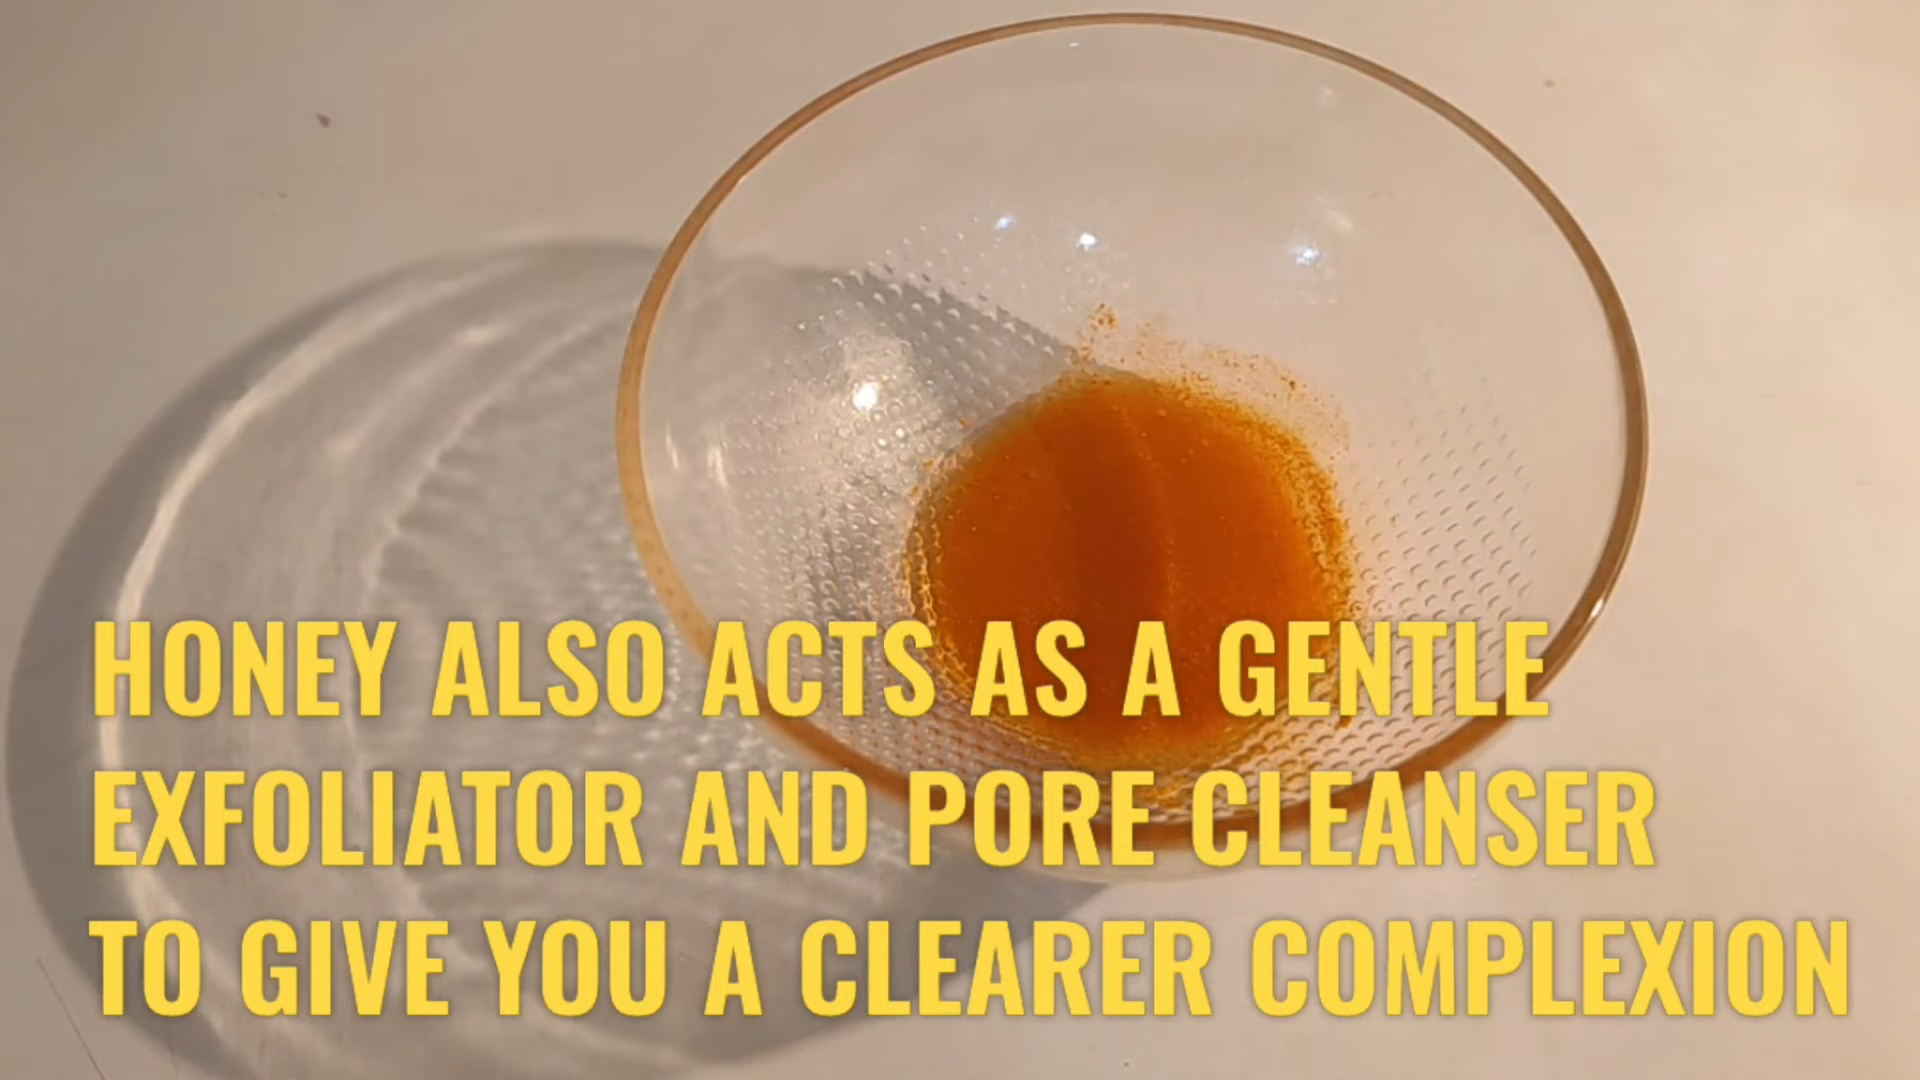 HONEY ALSO ACTS AS A GENTLE
EXFOLIATOR AND PORE CLEANSER
TO GIVE YOU A CLEARER COMPLEXION